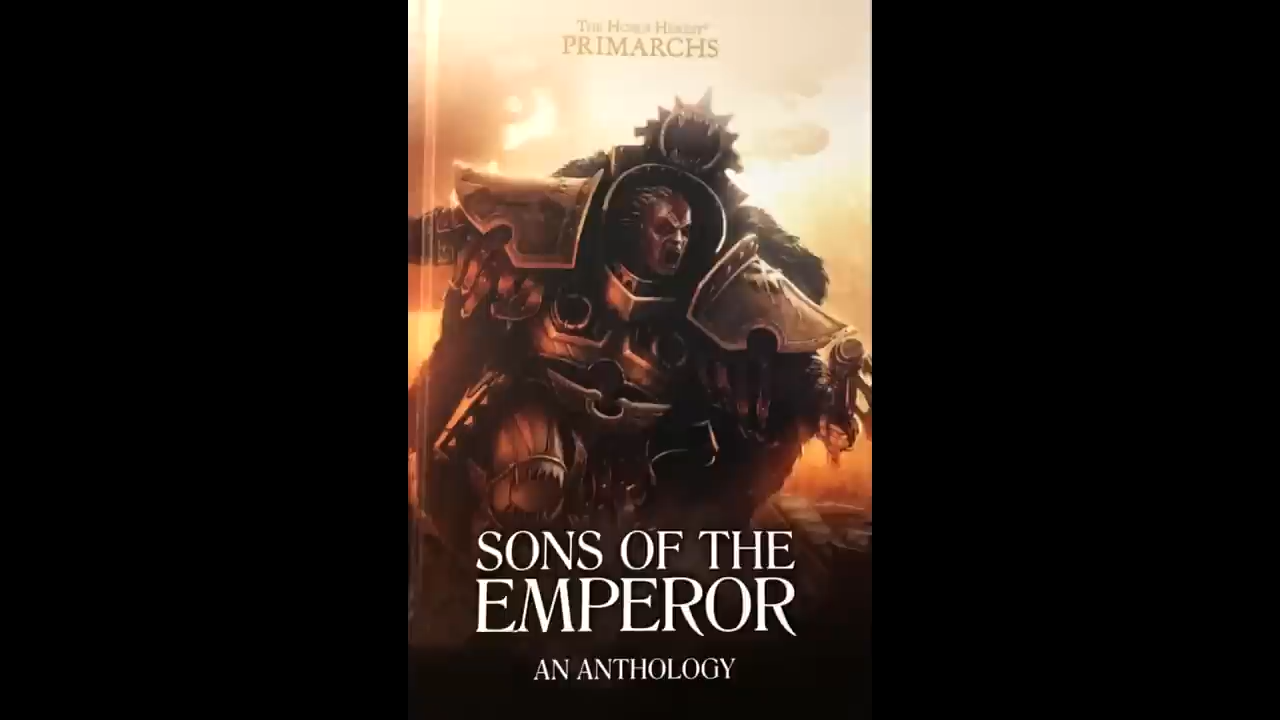 THE HORUS HERESY®
PRIMARCHS
SONS OF THE
EMPEROR
AN ANTHOLOGY